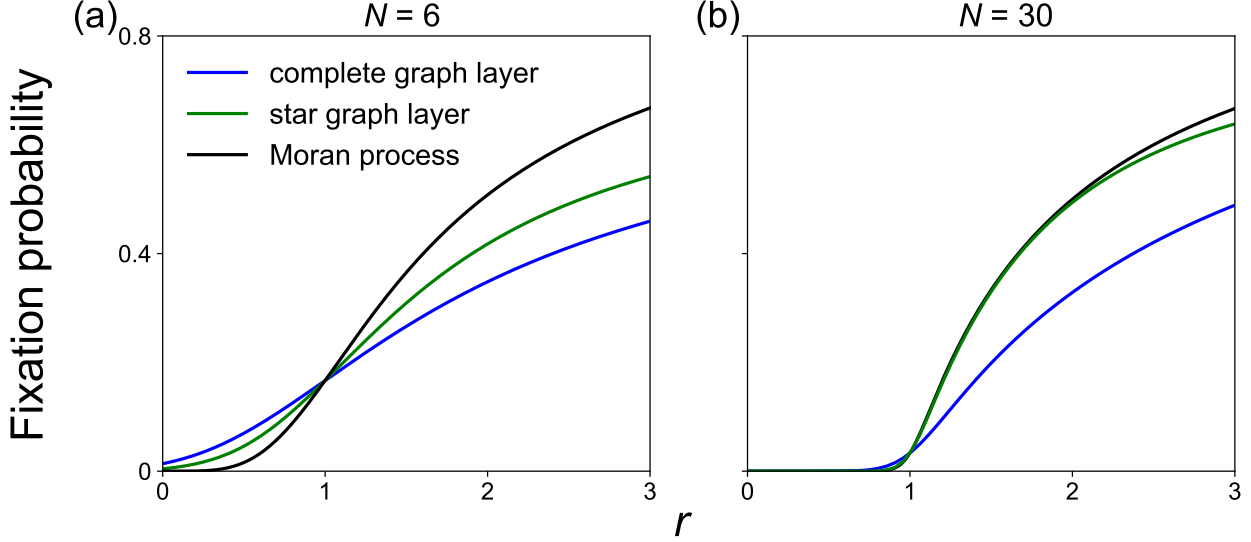 (a) N = 6
0.8
complete graph layer
star graph layer
Moran process
0.4
0
0 1 2 3
(b) N = 30
0 1 2 3
Fixation probability
r